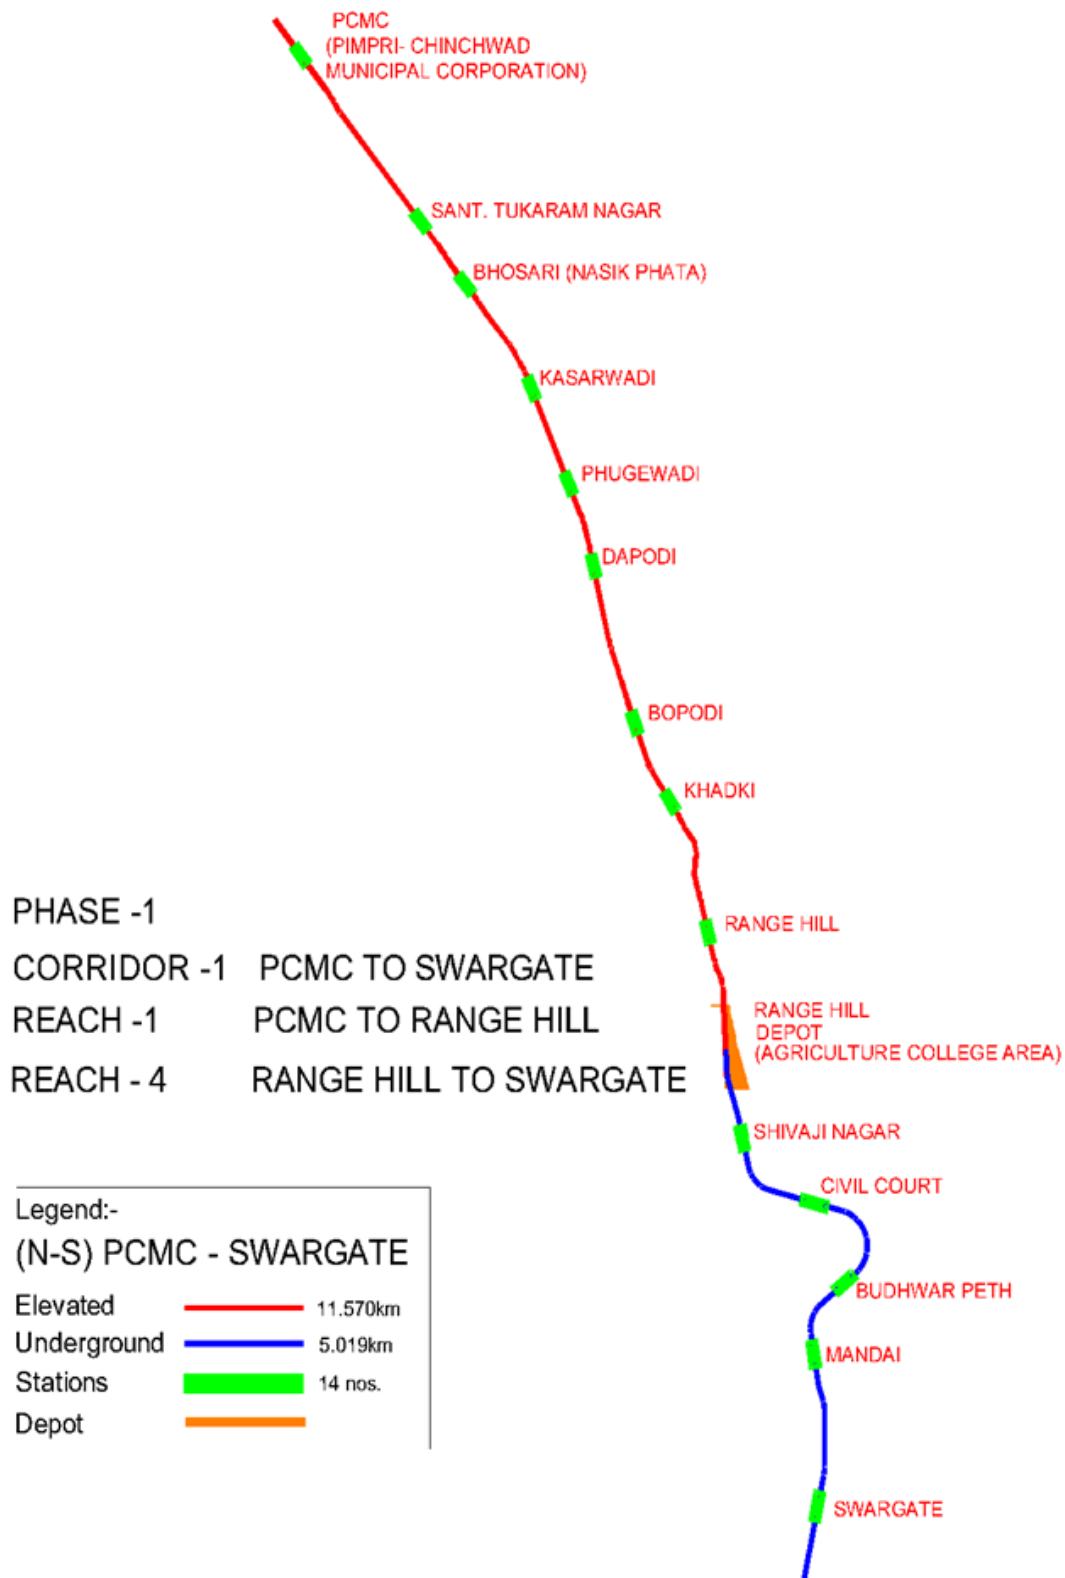 PCMC
(PIMPRI- CHINCHWAD
MUNICIPAL CORPORATION)
SANT. TUKARAM NAGAR
BHOSARI (NASIK PHATA)
KASARWADI
PHUGEWADI
DAPODI
BOPODI
KHADKI
RANGE HILL
RANGE HILL
DEPOT
(AGRICULTURE COLLEGE AREA)
SHIVAJI NAGAR
CIVIL COURT
BUDHWAR PETH
MANDAI
SWARGATE
PHASE -1
CORRIDOR -1 PCMC TO SWARGATE
REACH -1 PCMC TO RANGE HILL
REACH - 4 RANGE HILL TO SWARGATE
Legend:-
(N-S) PCMC - SWARGATE
Elevated 11.570km
Underground 5.019km
Stations 14 nos.
Depot